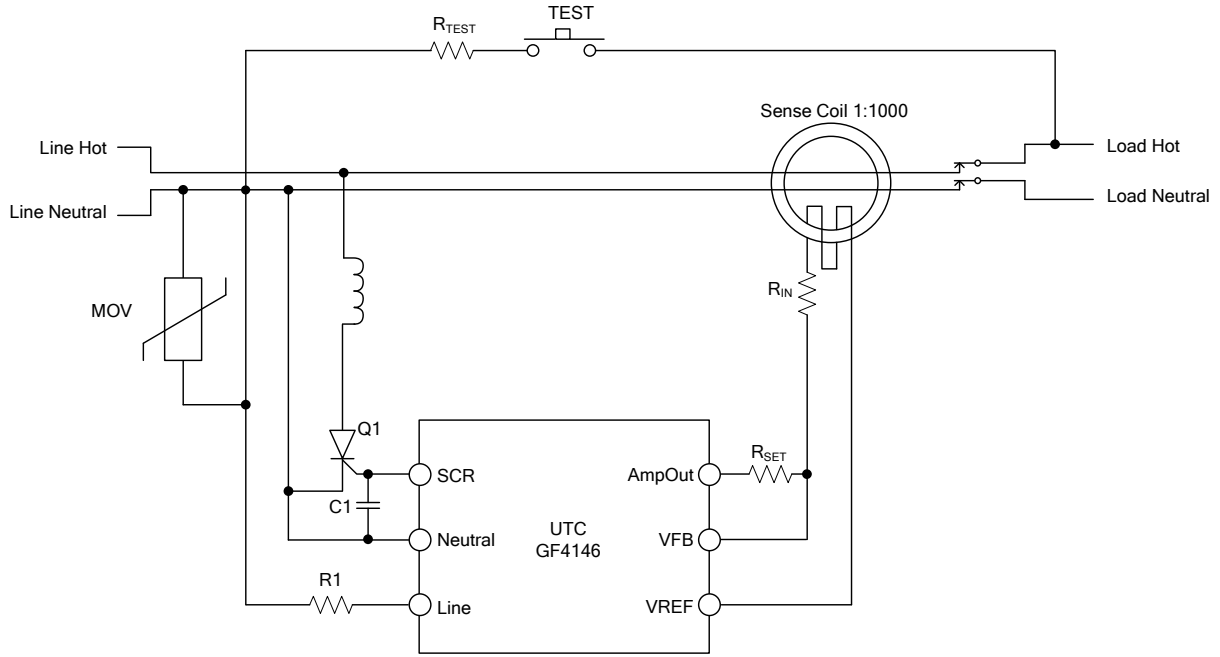 TEST
RTEST
Sense Coil 1:1000
Line Hot
Load Hot
Line Neutral
Load Neutral
MOV
RIN
Q1
SCR
AmpOut
RSET
C1
UTC
GF4146
Neutral
VFB
R1
Line
VREF